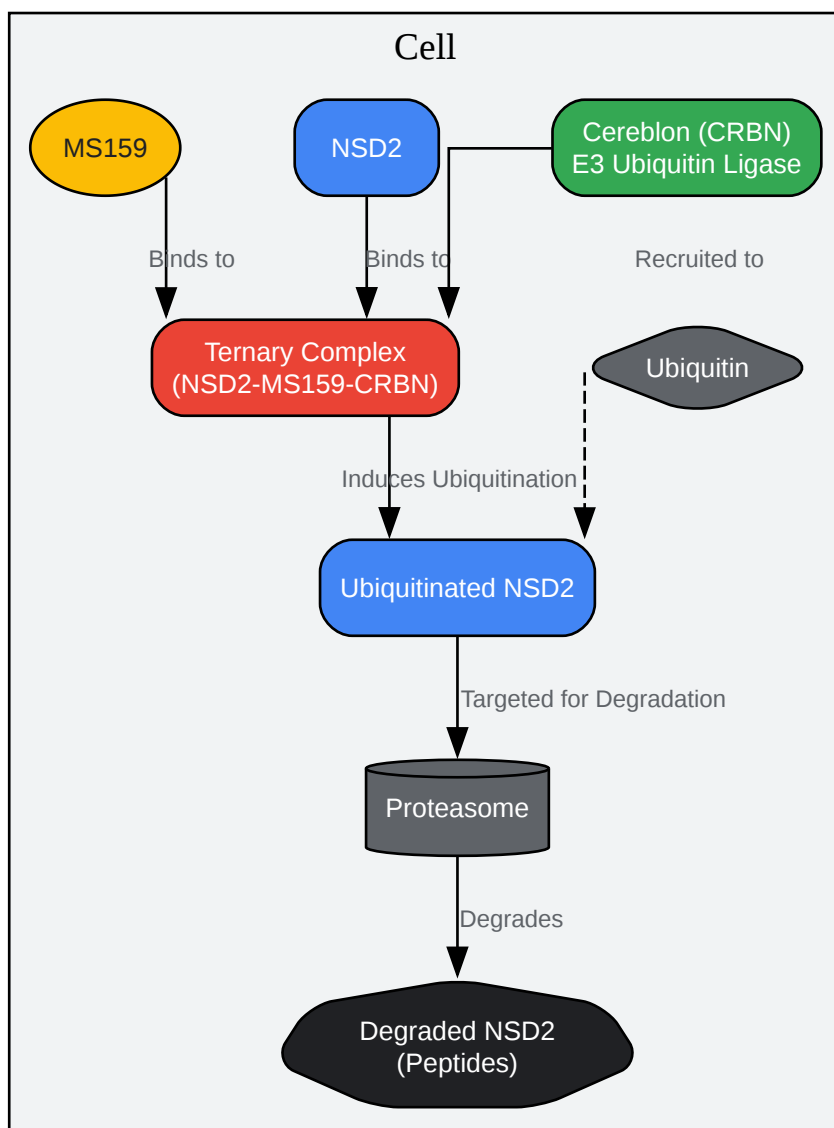 Cell
MS159
NSD2
Cereblon (CRBN)
E3 Ubiquitin Ligase
Binds to
Binds to
Recruited to
Ternary Complex
(NSD2-MS159-CRBN)
Ubiquitin
Induces Ubiquitination
Ubiquitinated NSD2
Targeted for Degradation
Proteasome
Degrades
Degraded NSD2
(Peptides)